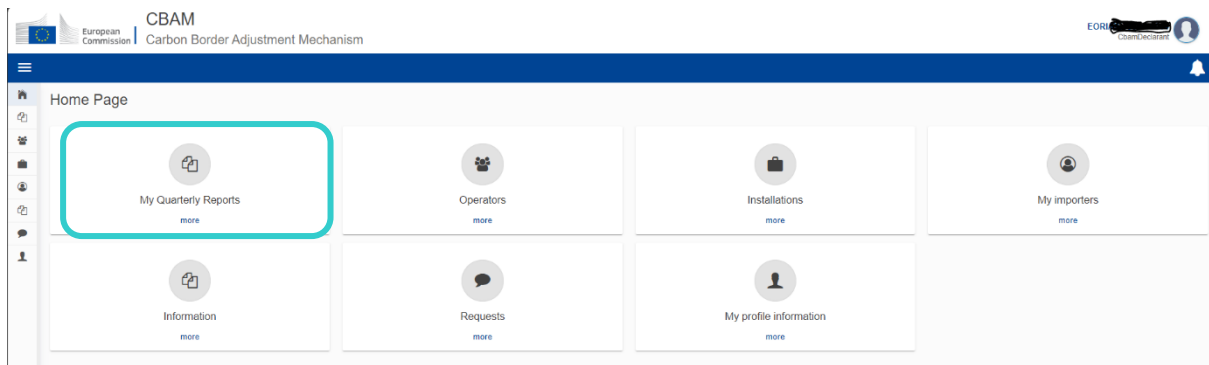 European
Commission
CBAM
Carbon Border Adjustment Mechanism
EORI
CbamDeclarant
Home Page
My Quarterly Reports
more
Operators
more
Installations
more
My importers
more
Information
more
Requests
more
My profile information
more